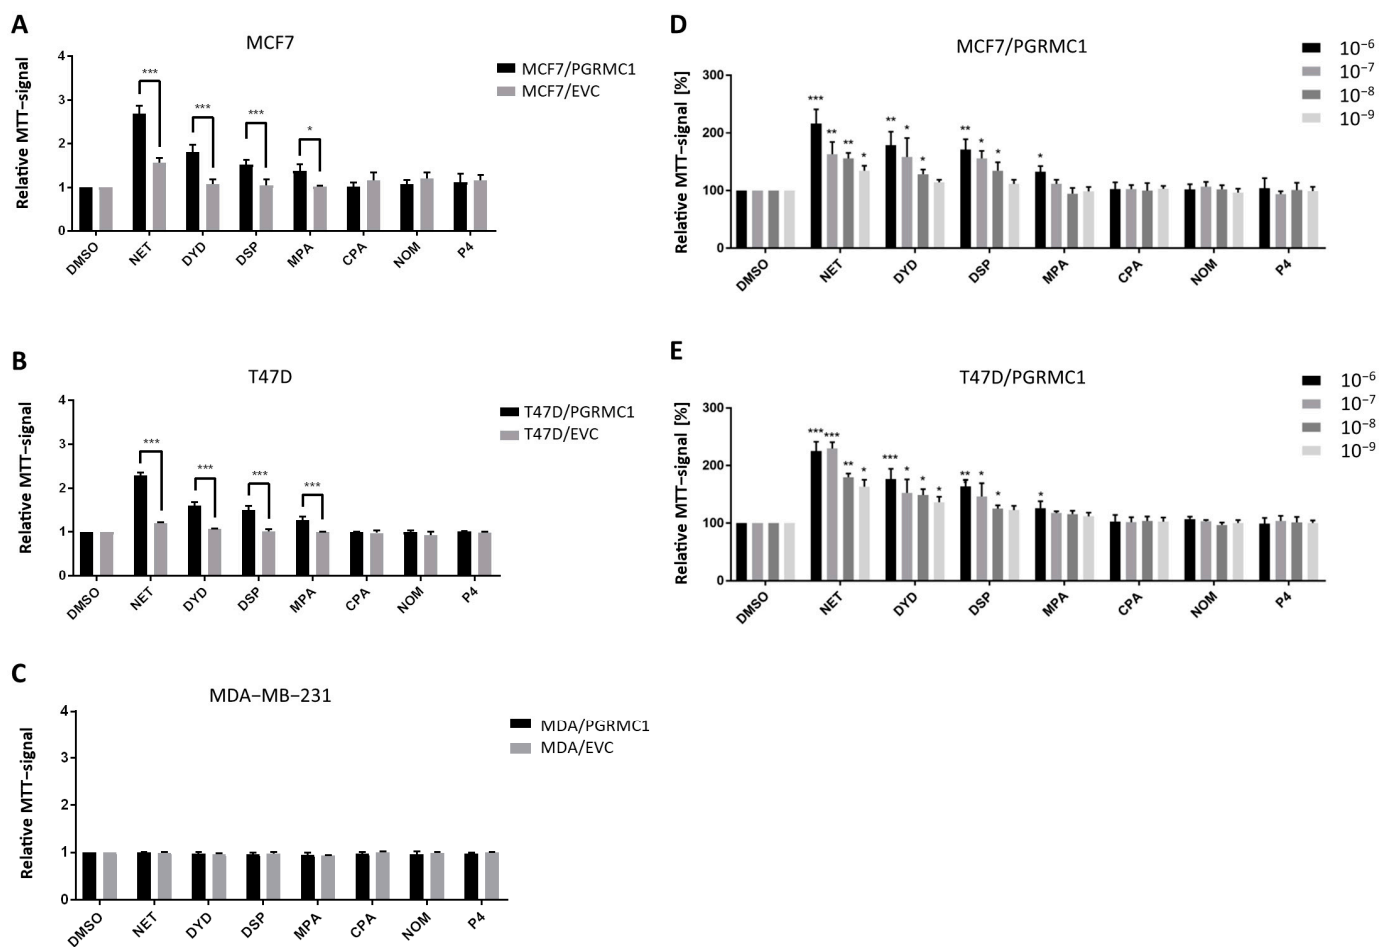 A
MCF7
Relative MTT−signal
4
3
2
1
0
***
***
***
*
MCF7/PGRMC1
MCF7/EVC
DMSO
NET
DYD
DSP
MPA
CPA
NOM
P4
B
T47D
Relative MTT−signal
4
3
2
1
0
***
***
***
***
T47D/PGRMC1
T47D/EVC
DMSO
NET
DYD
DSP
MPA
CPA
NOM
P4
C
MDA−MB−231
Relative MTT−signal
4
3
2
1
0
MDA/PGRMC1
MDA/EVC
DMSO
NET
DYD
DSP
MPA
CPA
NOM
P4
D
MCF7/PGRMC1
Relative MTT−signal [%]
300
200
100
0
*** ** ** *
** * *
** * *
*
10⁻⁶
10⁻⁷
10⁻⁸
10⁻⁹
DMSO
NET
DYD
DSP
MPA
CPA
NOM
P4
E
T47D/PGRMC1
Relative MTT−signal [%]
300
200
100
0
*** *** ** *
*** * * *
** * *
*
10⁻⁶
10⁻⁷
10⁻⁸
10⁻⁹
DMSO
NET
DYD
DSP
MPA
CPA
NOM
P4